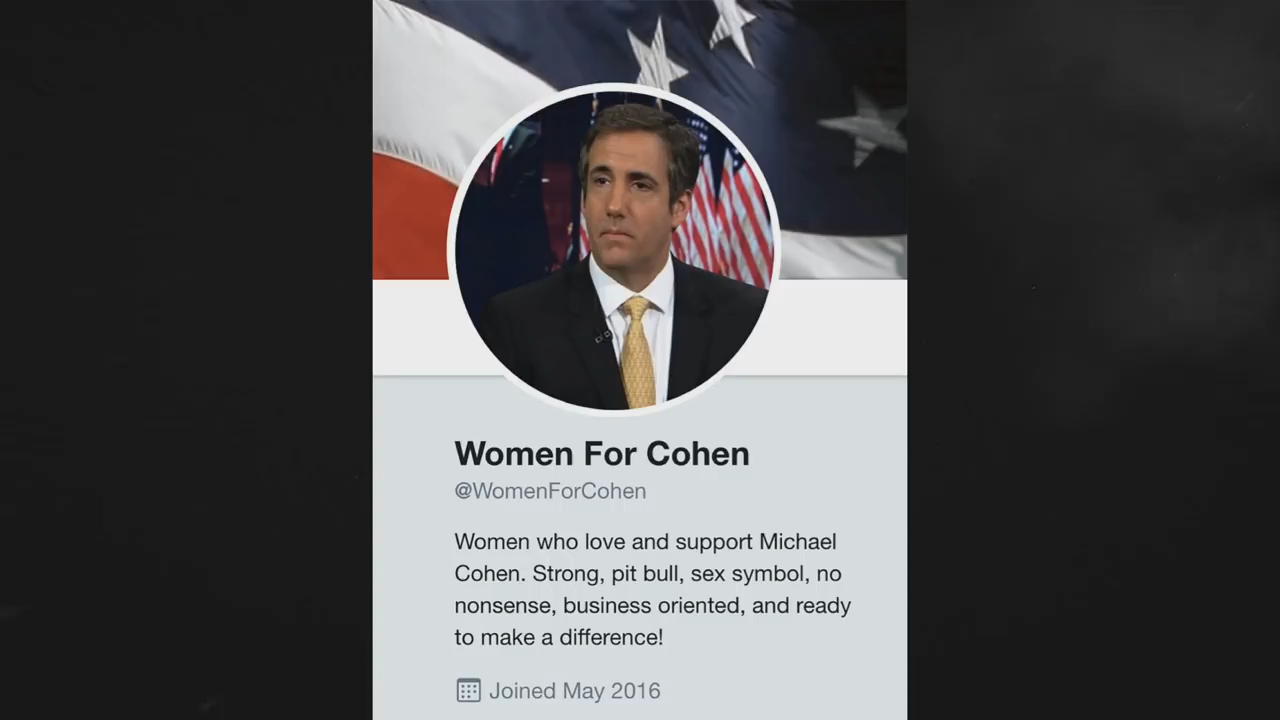 Women For Cohen
@WomenForCohen
Women who love and support Michael
Cohen. Strong, pit bull, sex symbol, no
nonsense, business oriented, and ready
to make a difference!
Joined May 2016